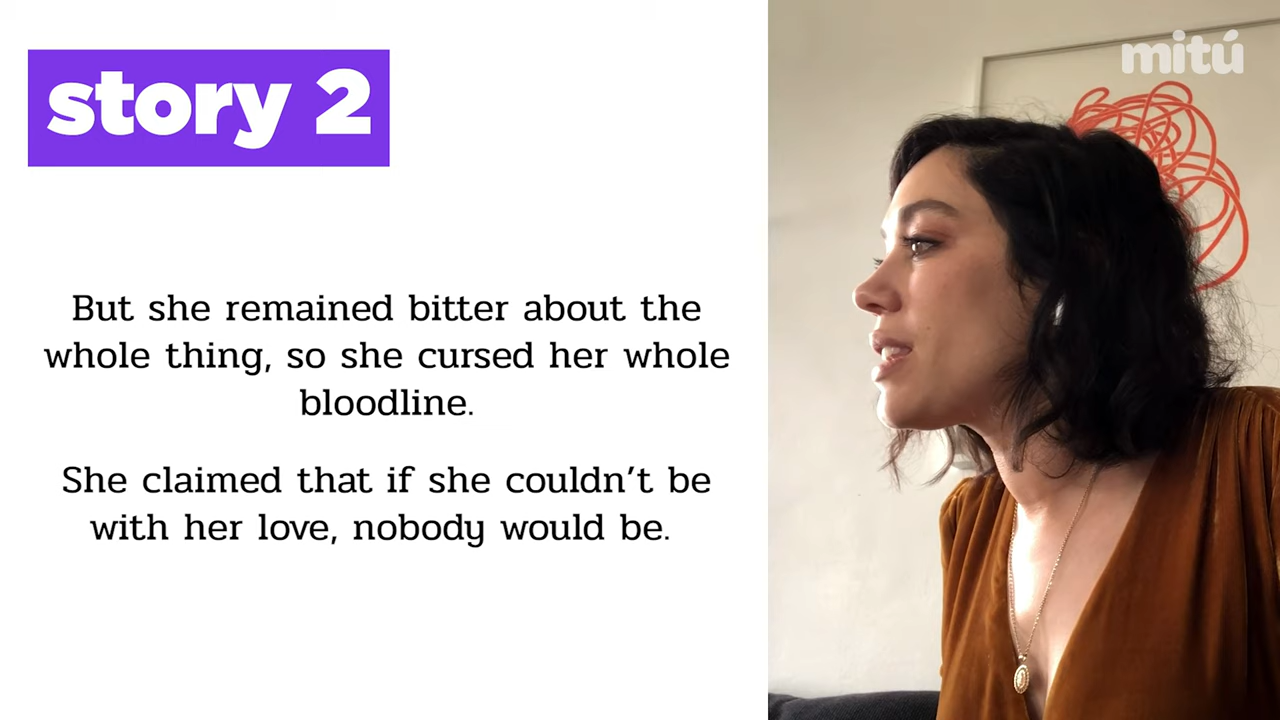 story 2
mitú
But she remained bitter about the
whole thing, so she cursed her whole
bloodline.
She claimed that if she couldn’t be
with her love, nobody would be.